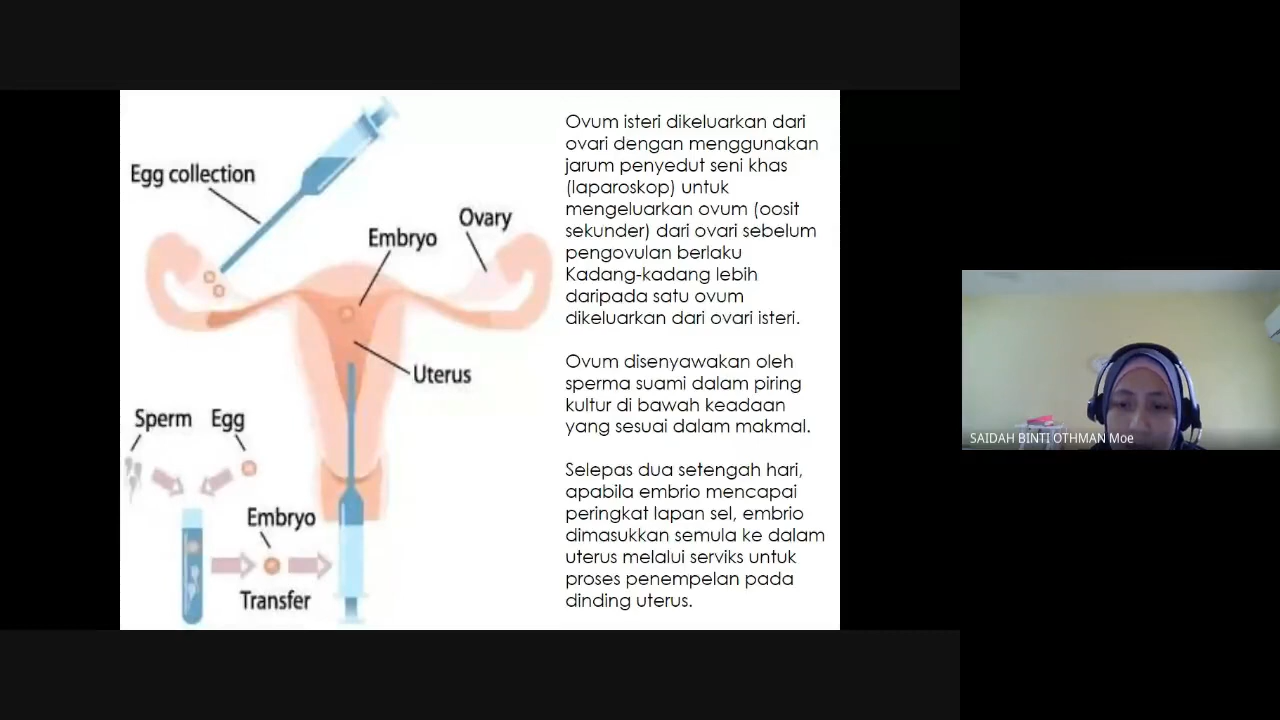 Egg collection
Embryo
Ovary
Uterus
Sperm Egg
Embryo
Transfer
Ovum isteri dikeluarkan dari
ovari dengan menggunakan
jarum penyedut seni khas
(laparoskop) untuk
mengeluarkan ovum (oosit
sekunder) dari ovari sebelum
pengovulan berlaku
Kadang-kadang lebih
daripada satu ovum
dikeluarkan dari ovari isteri.
Ovum disenyawakan oleh
sperma suami dalam piring
kultur di bawah keadaan
yang sesuai dalam makmal.
Selepas dua setengah hari,
apabila embrio mencapai
peringkat lapan sel, embrio
dimasukkan semula ke dalam
uterus melalui serviks untuk
proses penempelan pada
dinding uterus.
SAIDAH BINTI OTHMAN Moe